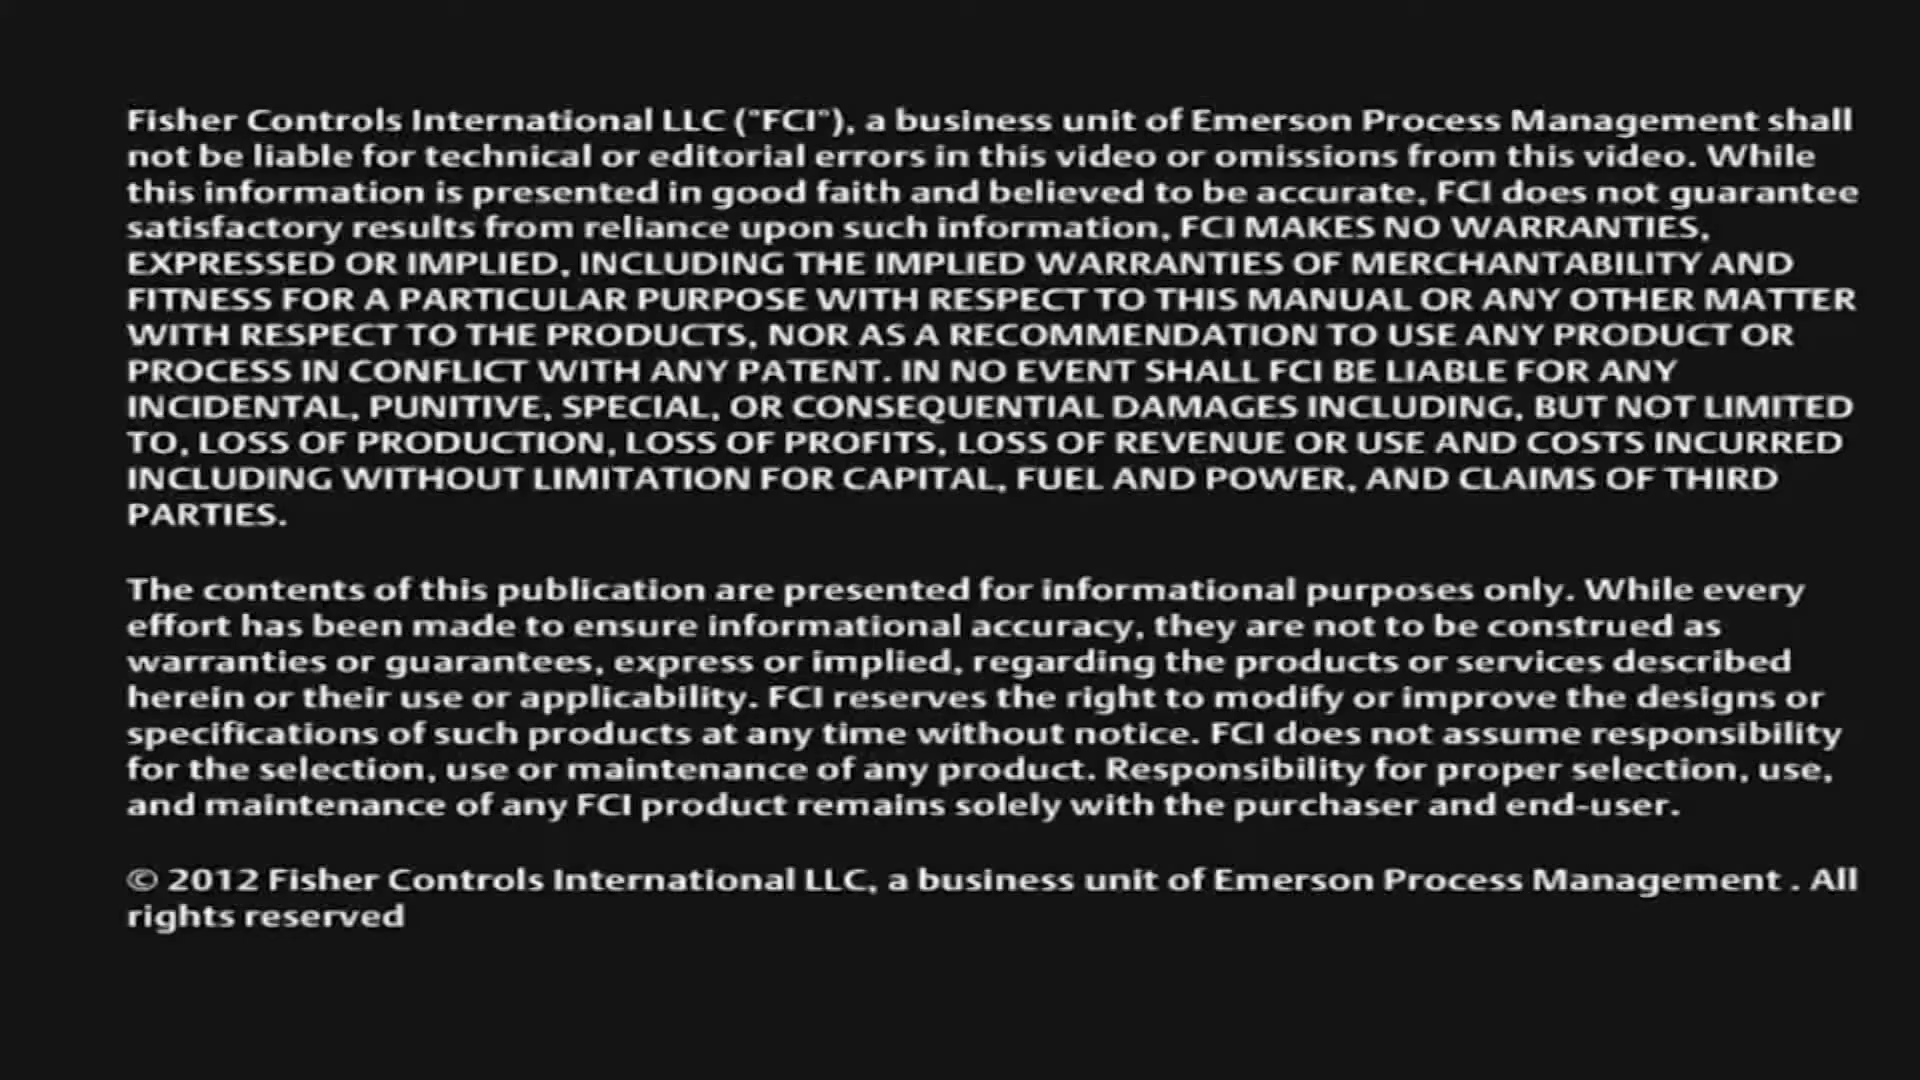 Fisher Controls International LLC ("FCI"), a business unit of Emerson Process Management shall
not be liable for technical or editorial errors in this video or omissions from this video. While
this information is presented in good faith and believed to be accurate, FCI does not guarantee
satisfactory results from reliance upon such information, FCI MAKES NO WARRANTIES,
EXPRESSED OR IMPLIED, INCLUDING THE IMPLIED WARRANTIES OF MERCHANTABILITY AND
FITNESS FOR A PARTICULAR PURPOSE WITH RESPECT TO THIS MANUAL OR ANY OTHER MATTER
WITH RESPECT TO THE PRODUCTS, NOR AS A RECOMMENDATION TO USE ANY PRODUCT OR
PROCESS IN CONFLICT WITH ANY PATENT. IN NO EVENT SHALL FCI BE LIABLE FOR ANY
INCIDENTAL, PUNITIVE, SPECIAL, OR CONSEQUENTIAL DAMAGES INCLUDING, BUT NOT LIMITED
TO, LOSS OF PRODUCTION, LOSS OF PROFITS, LOSS OF REVENUE OR USE AND COSTS INCURRED
INCLUDING WITHOUT LIMITATION FOR CAPITAL, FUEL AND POWER, AND CLAIMS OF THIRD
PARTIES.
The contents of this publication are presented for informational purposes only. While every
effort has been made to ensure informational accuracy, they are not to be construed as
warranties or guarantees, express or implied, regarding the products or services described
herein or their use or applicability. FCI reserves the right to modify or improve the designs or
specifications of such products at any time without notice. FCI does not assume responsibility
for the selection, use or maintenance of any product. Responsibility for proper selection, use,
and maintenance of any FCI product remains solely with the purchaser and end-user.
© 2012 Fisher Controls International LLC, a business unit of Emerson Process Management . All
rights reserved